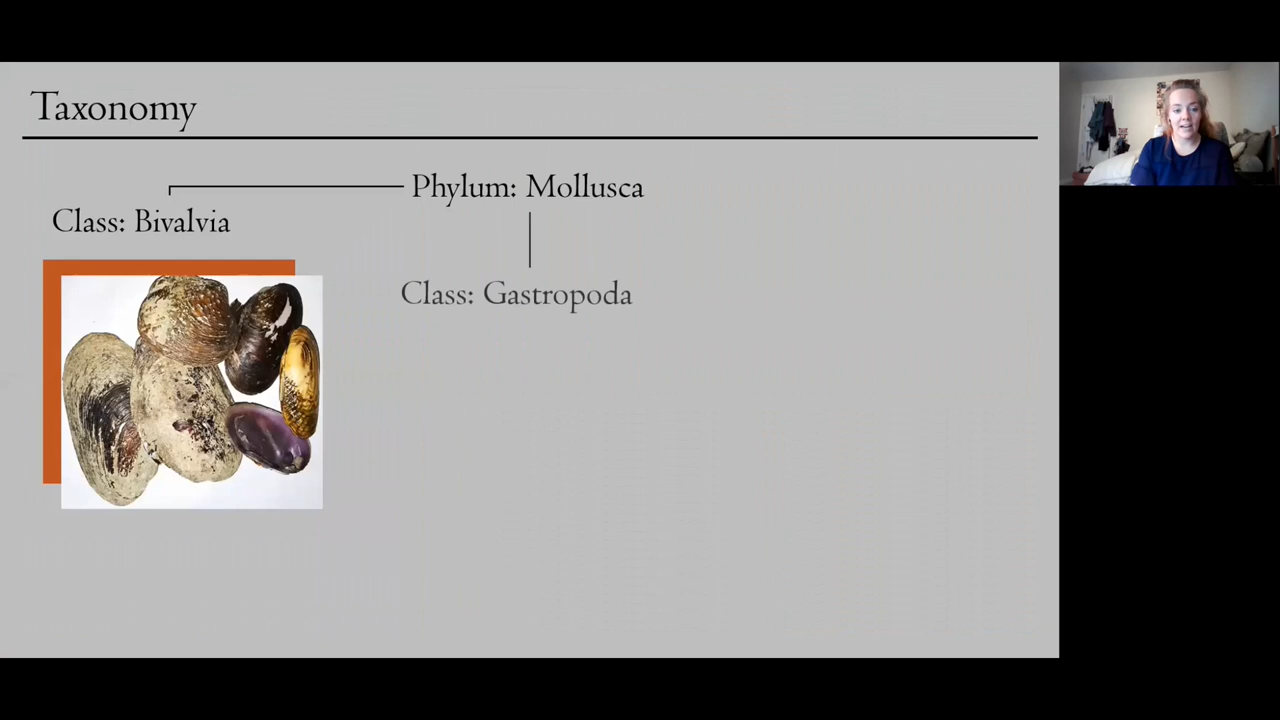 Taxonomy
Phylum: Mollusca
Class: Bivalvia
Class: Gastropoda